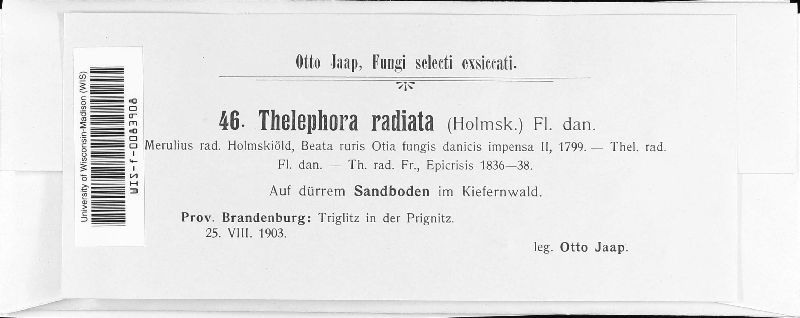 Otto Jaap, Fungi selecti exsiccati.
46. Thelephora radiata (Holmsk.) Fl. dan.
Merulius rad. Holmskiöld, Beata ruris Otia fungis danicis impensa II, 1799. — Thel. rad.
Fl. dan. — Th. rad. Fr., Epicrisis 1836—38.
Auf dürrem Sandboden im Kiefernwald.
Prov. Brandenburg: Triglitz in der Prignitz.
25. VIII. 1903.
leg. Otto Jaap.
University of Wisconsin-Madison (WIS)
WIS-f-0063906